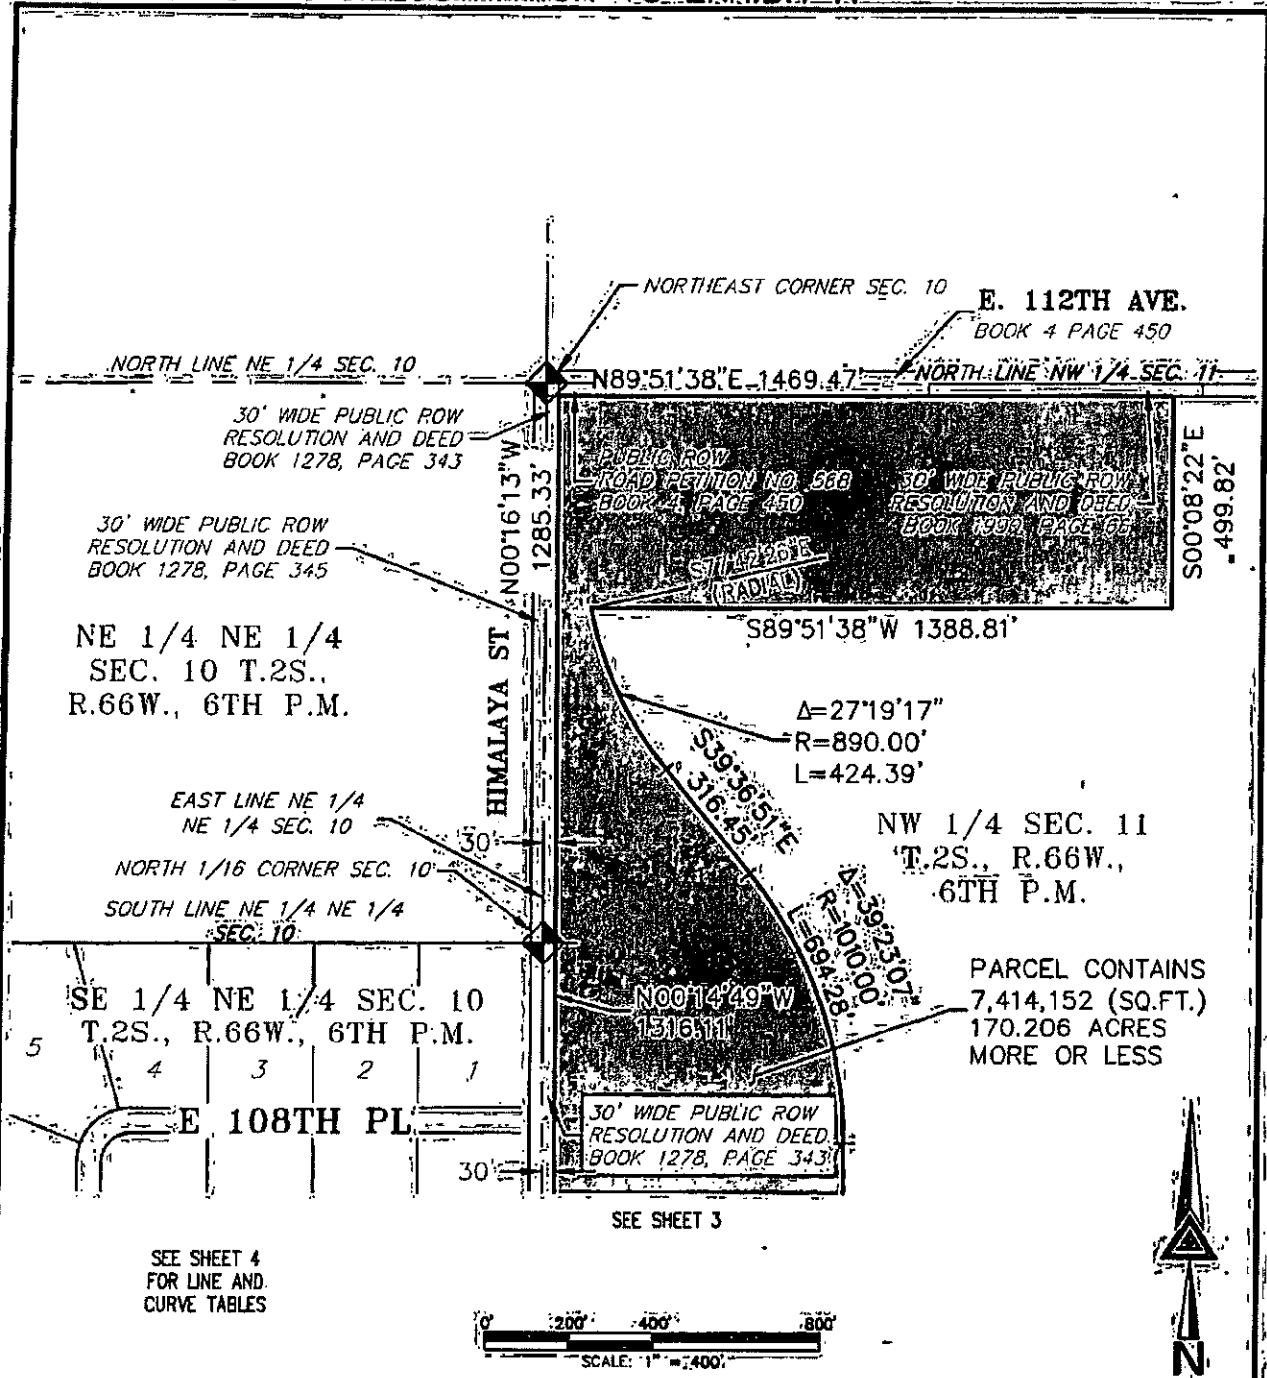 NORTHEAST CORNER SEC. 10
E. 112TH AVE.
BOOK 4 PAGE 450
NORTH LINE NE 1/4 SEC. 10
N89°51'38"E 1469.47'
NORTH LINE NW 1/4 SEC. 11
30' WIDE PUBLIC ROW
RESOLUTION AND DEED
BOOK 1278, PAGE 343
N00°16'13"W
1285.33'
PUBLIC ROW
ROAD PETITION NO. 568
BOOK 4, PAGE 450
30' WIDE PUBLIC ROW
RESOLUTION AND DEED
BOOK PAGE
S00°08'22"E
499.82'
30' WIDE PUBLIC ROW
RESOLUTION AND DEED
BOOK 1278, PAGE 345
(RADIAL)
S89°51'38"W 1388.81'
NE 1/4 NE 1/4
SEC. 10 T.2S.,
R.66W., 6TH P.M.
HIMALAYA ST
Δ=27°19'17"
R=890.00'
L=424.39'
S39°36'51"E
316.45'
EAST LINE NE 1/4
NE 1/4 SEC. 10
30'
NW 1/4 SEC. 11
T.2S., R.66W.,
6TH P.M.
NORTH 1/16 CORNER SEC. 10
SOUTH LINE NE 1/4 NE 1/4
SEC. 10
Δ=39°23'07"
R=1010.00'
L=694.28'
SE 1/4 NE 1/4 SEC. 10
T.2S., R.66W., 6TH P.M.
N00°14'49"W
1316.11'
PARCEL CONTAINS
7,414,152 (SQ.FT.)
170.206 ACRES
MORE OR LESS
5 4 3 2 1
E 108TH PL
30' WIDE PUBLIC ROW
RESOLUTION AND DEED
BOOK 1278, PAGE 343
30'
SEE SHEET 3
SEE SHEET 4
FOR LINE AND
CURVE TABLES
0' 200' 400' 800'
SCALE: 1" = 400'
N